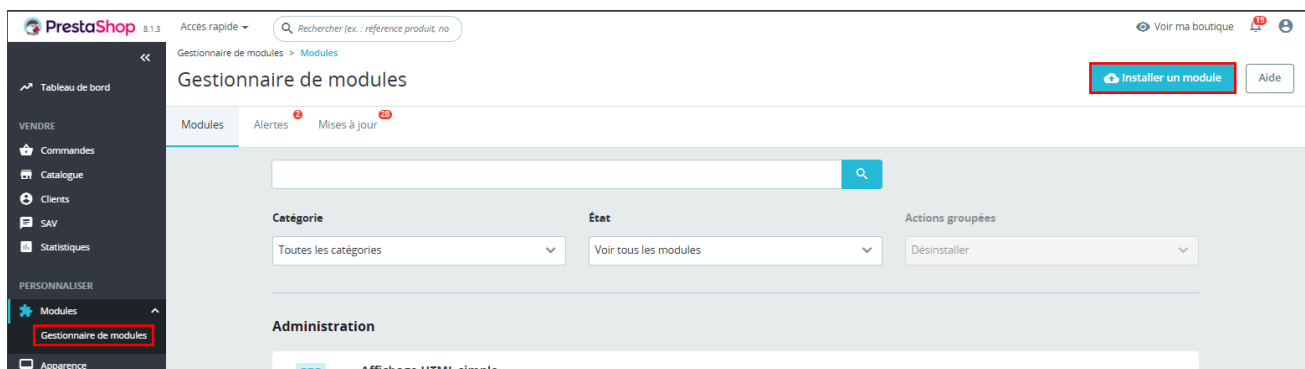 PrestaShop 8.1.3
Accès rapide
Rechercher (ex. : référence produit, no
Voir ma boutique
19
Gestionnaire de modules > Modules
Gestionnaire de modules
Installer un module
Aide
Tableau de bord
VENDRE
Commandes
Catalogue
Clients
SAV
Statistiques
PERSONNALISER
Modules
Gestionnaire de modules
Apparence
Modules
Alertes 2
Mises à jour 28
Catégorie
Toutes les catégories
État
Voir tous les modules
Actions groupées
Désinstaller
Administration
Affichage HTML simple